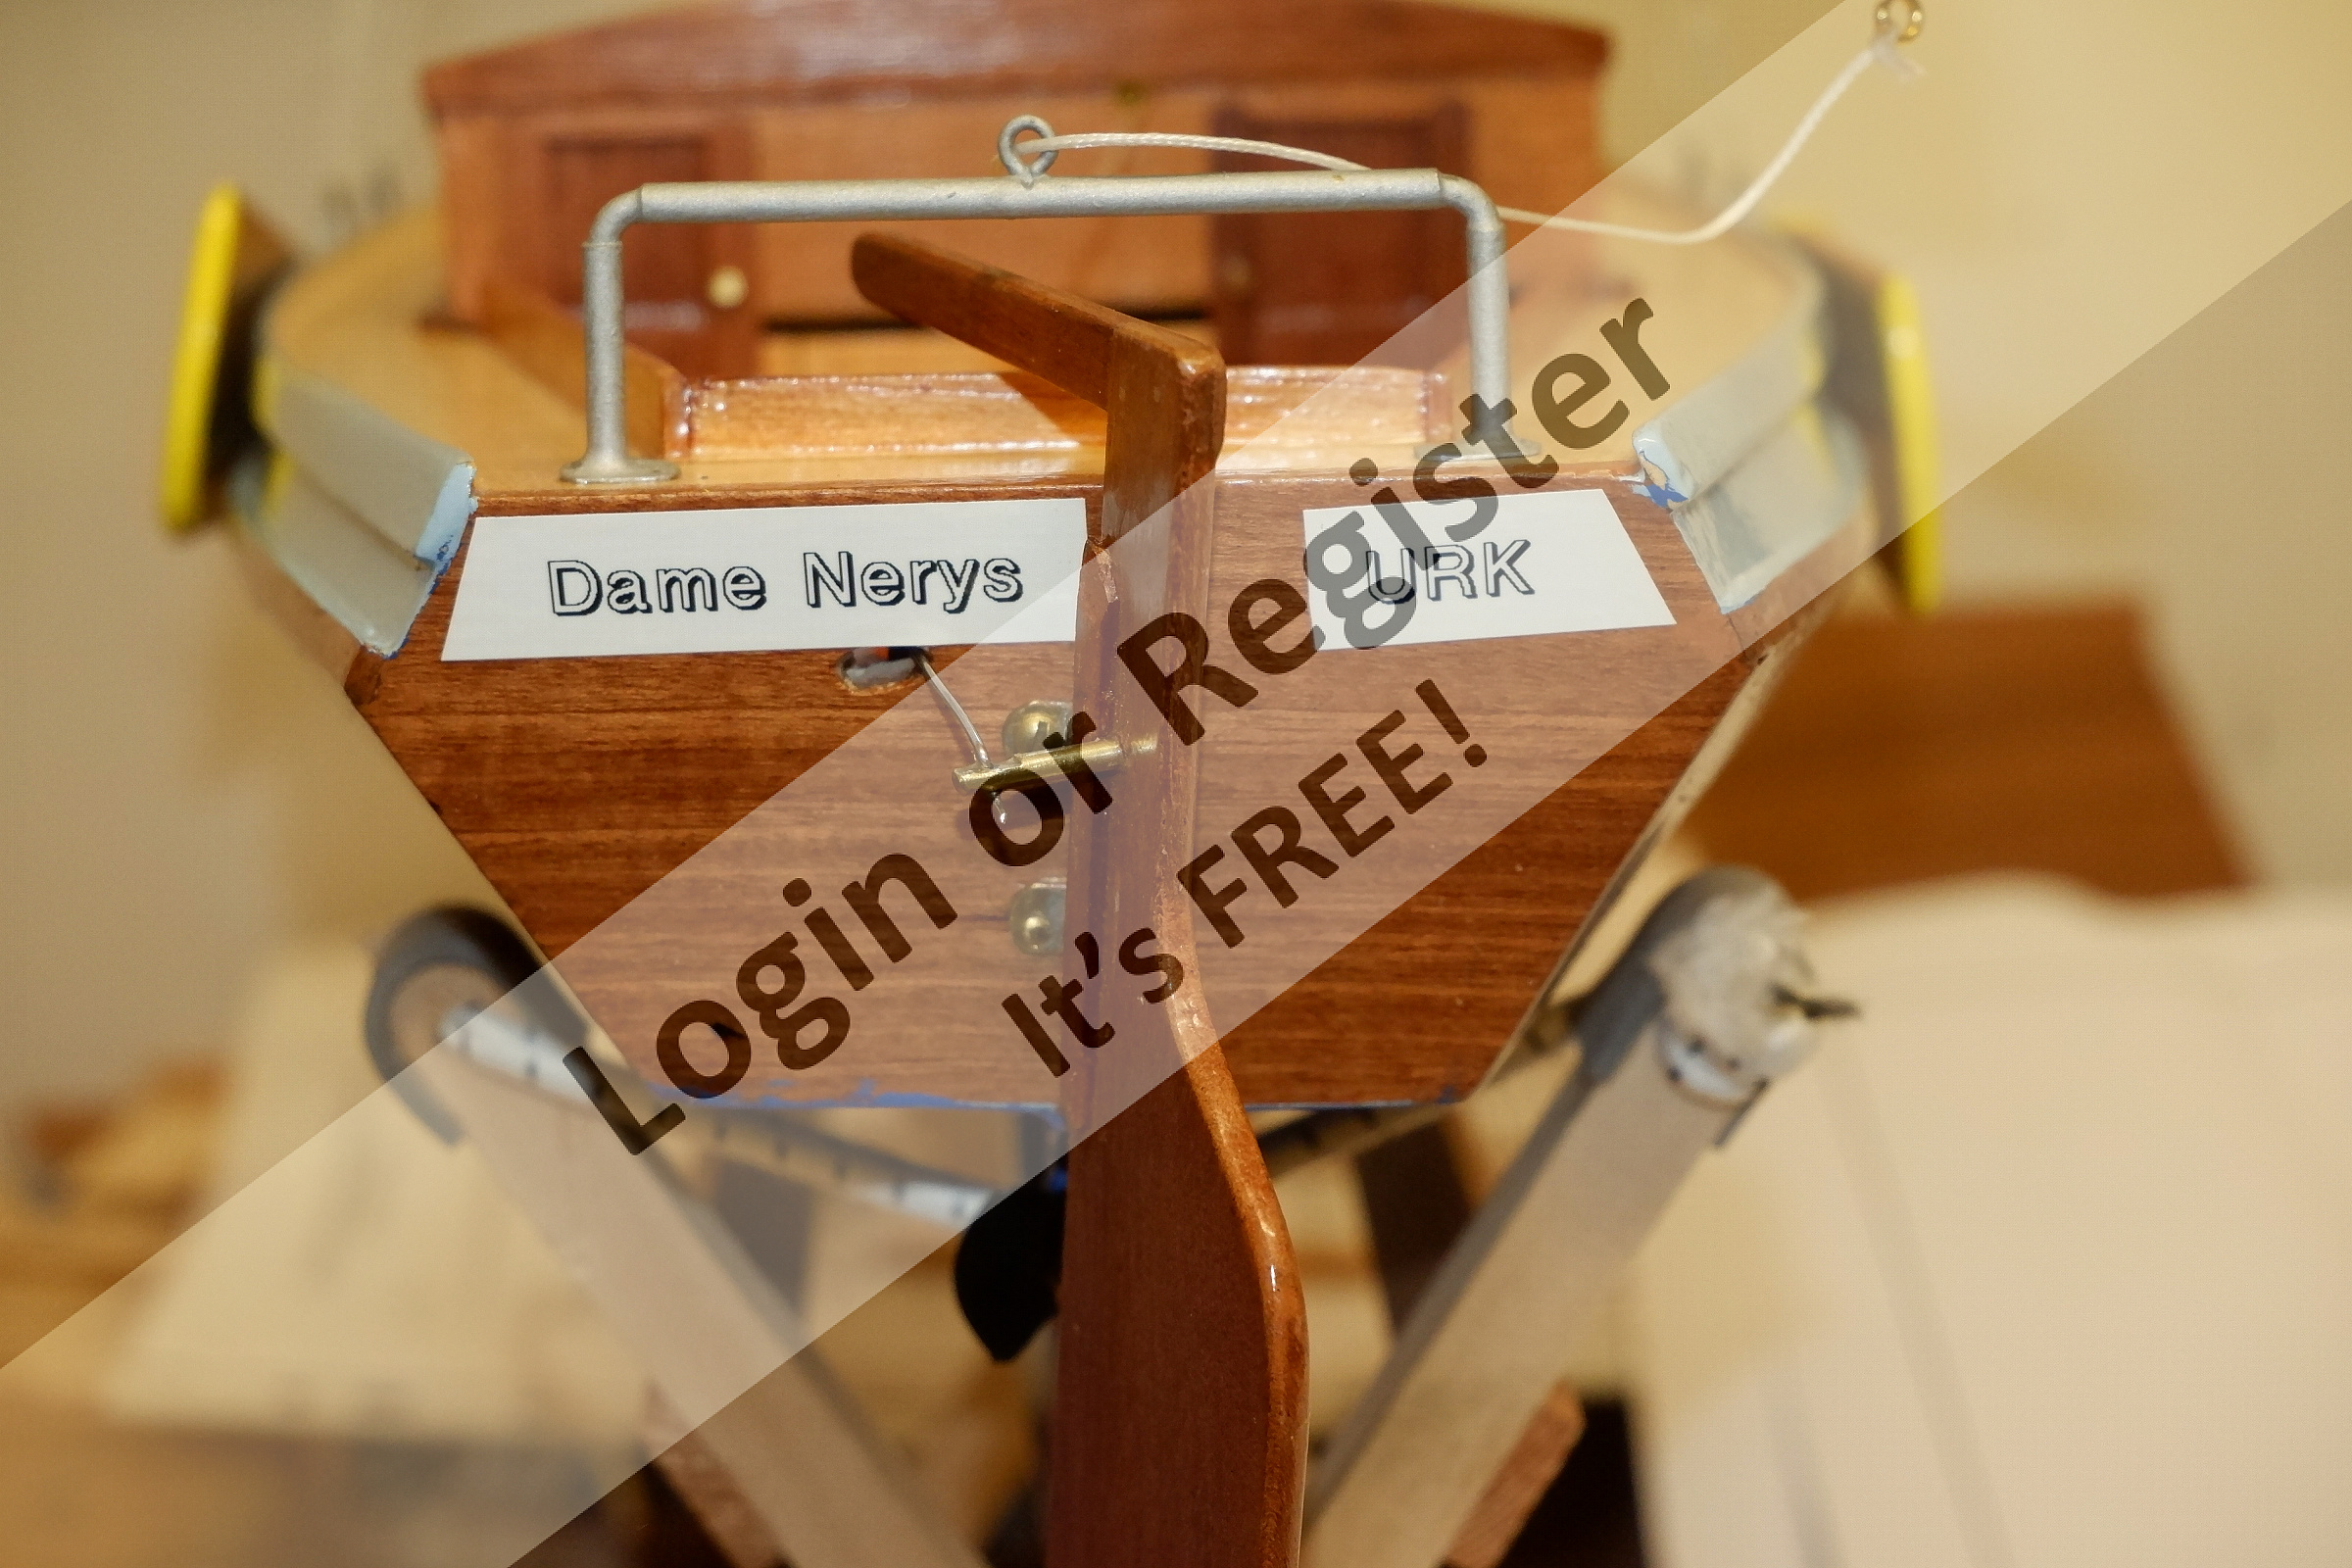 Dame Nerys
URK
Login or Register
It's FREE!